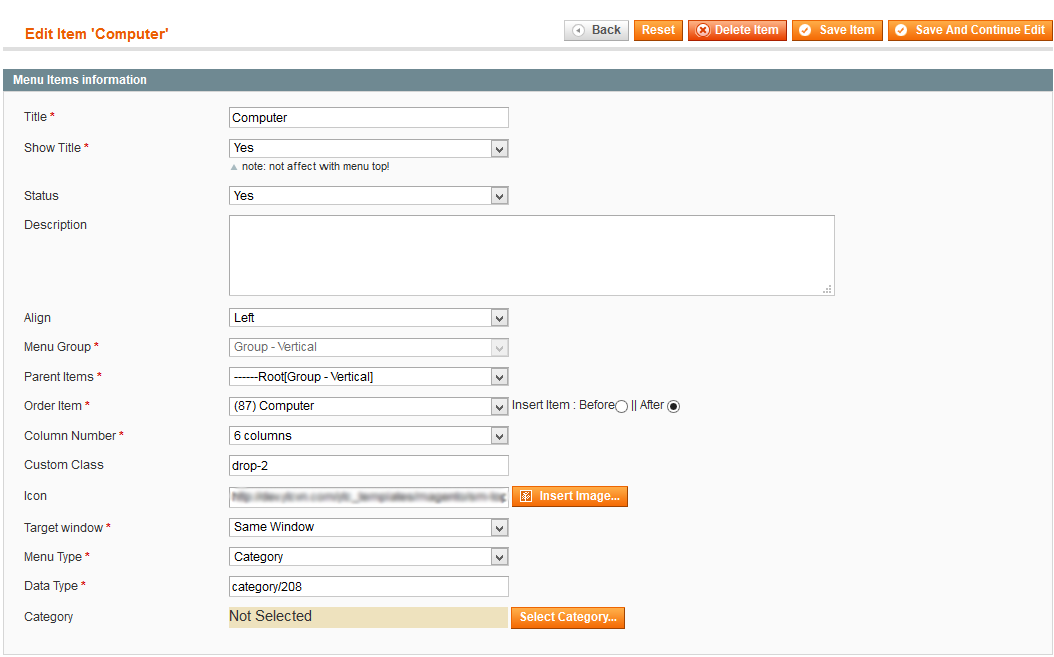 Edit Item 'Computer'
Back Reset Delete Item Save Item Save And Continue Edit
Menu Items information
Title * Computer
Show Title * Yes
note: not affect with menu top!
Status Yes
Description
Align Left
Menu Group * Group - Vertical
Parent Items * ------Root[Group - Vertical]
Order Item * (87) Computer Insert Item : Before || After
Column Number * 6 columns
Custom Class drop-2
Icon Insert Image...
Target window * Same Window
Menu Type * Category
Data Type * category/208
Category Not Selected Select Category...